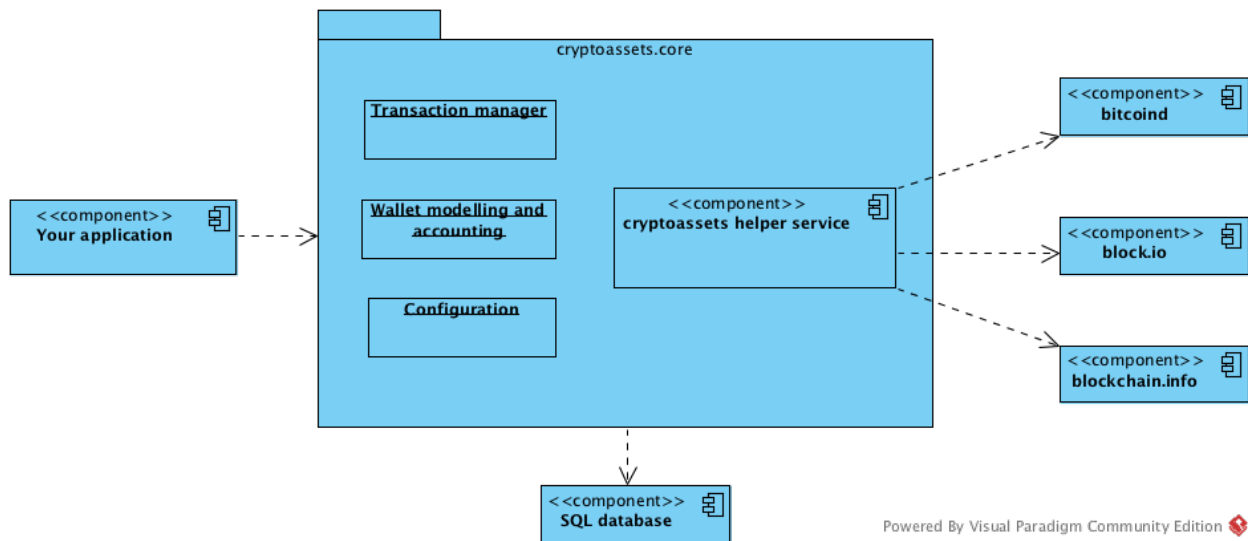 cryptoassets.core
Transaction manager
Wallet modelling and
accounting
Configuration
<<component>>
cryptoassets helper service
<<component>>
Your application
<<component>>
bitcoind
<<component>>
block.io
<<component>>
blockchain.info
<<component>>
SQL database
Powered By Visual Paradigm Community Edition